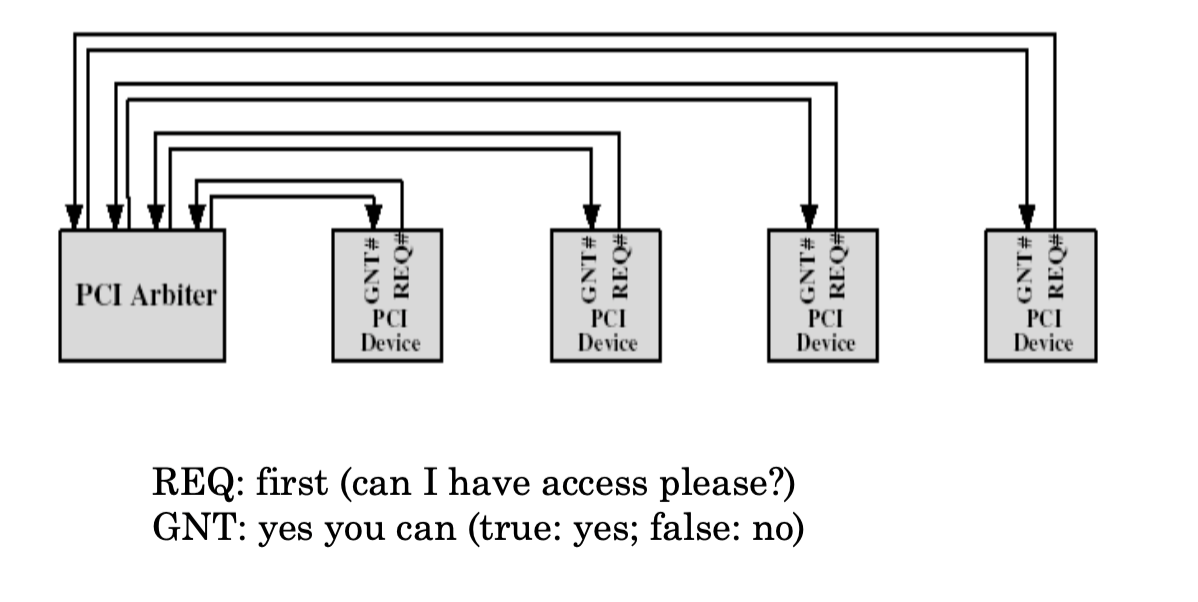 PCI Arbiter
GNT#
REQ#
PCI
Device
GNT#
REQ#
PCI
Device
GNT#
REQ#
PCI
Device
GNT#
REQ#
PCI
Device
REQ: first (can I have access please?)
GNT: yes you can (true: yes; false: no)